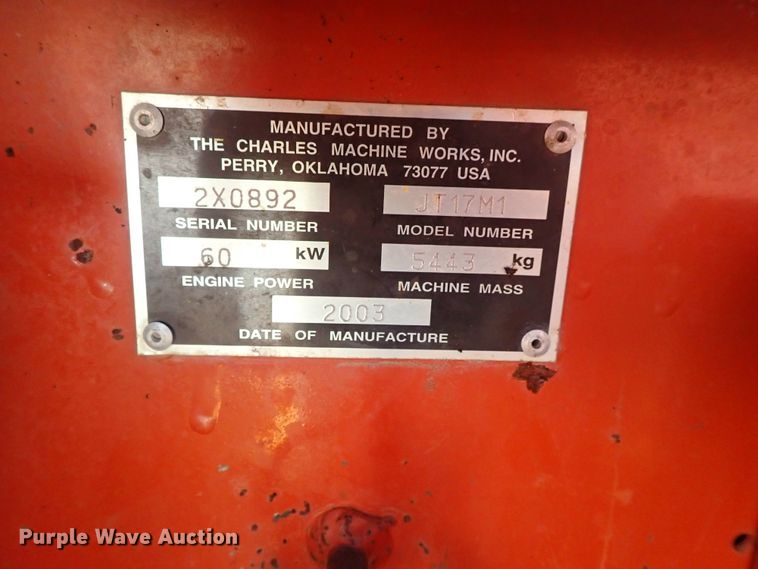 MANUFACTURED BY
THE CHARLES MACHINE WORKS, INC.
PERRY, OKLAHOMA 73077 USA
2X0892 JT17M1
SERIAL NUMBER MODEL NUMBER
60 kW 5443 kg
ENGINE POWER MACHINE MASS
2003
DATE OF MANUFACTURE
Purple Wave Auction